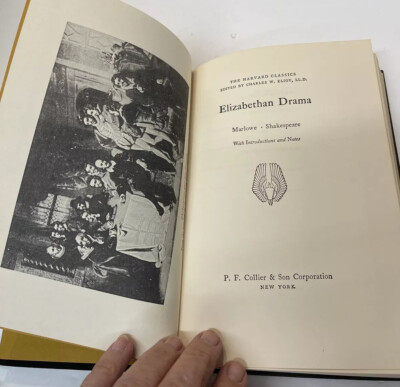 THE HARVARD CLASSICS
EDITED BY CHARLES W. ELIOT, LL.D.
Elizabethan Drama
Marlowe · Shakespeare
With Introductions and Notes
P. F. Collier & Son Corporation
NEW YORK